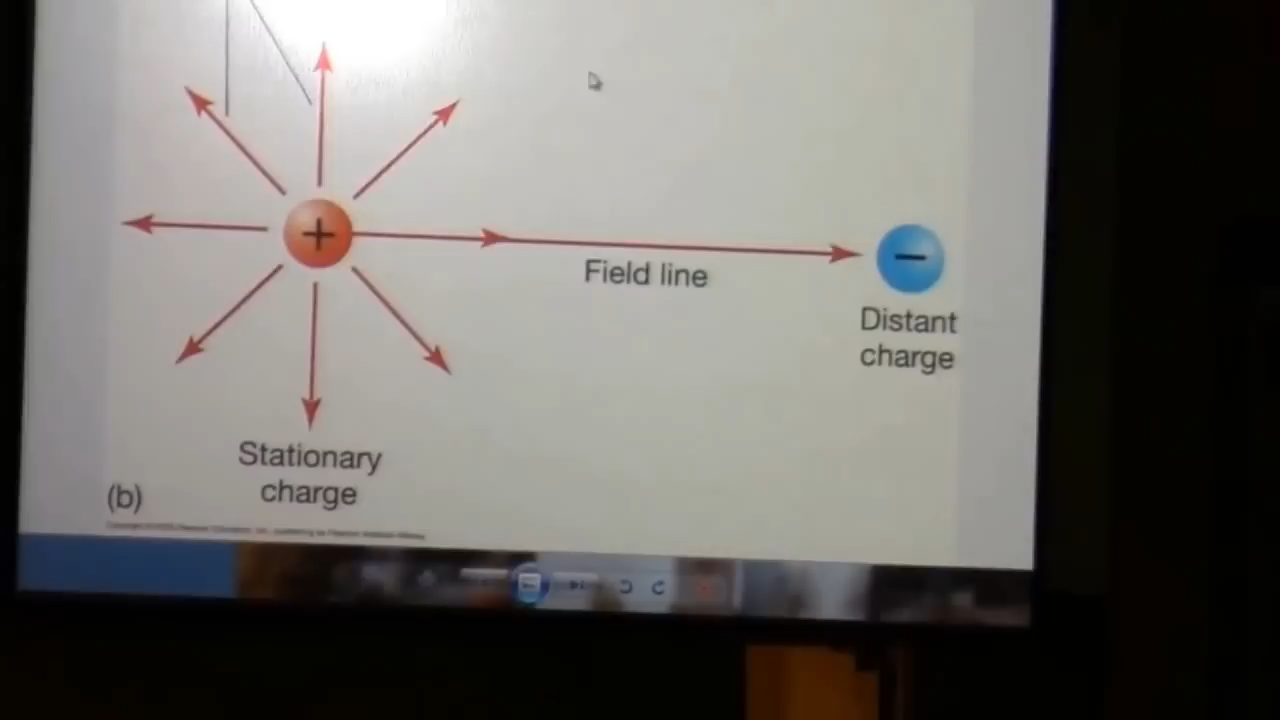 +
−
Field line
Distant
charge
Stationary
charge
(b)